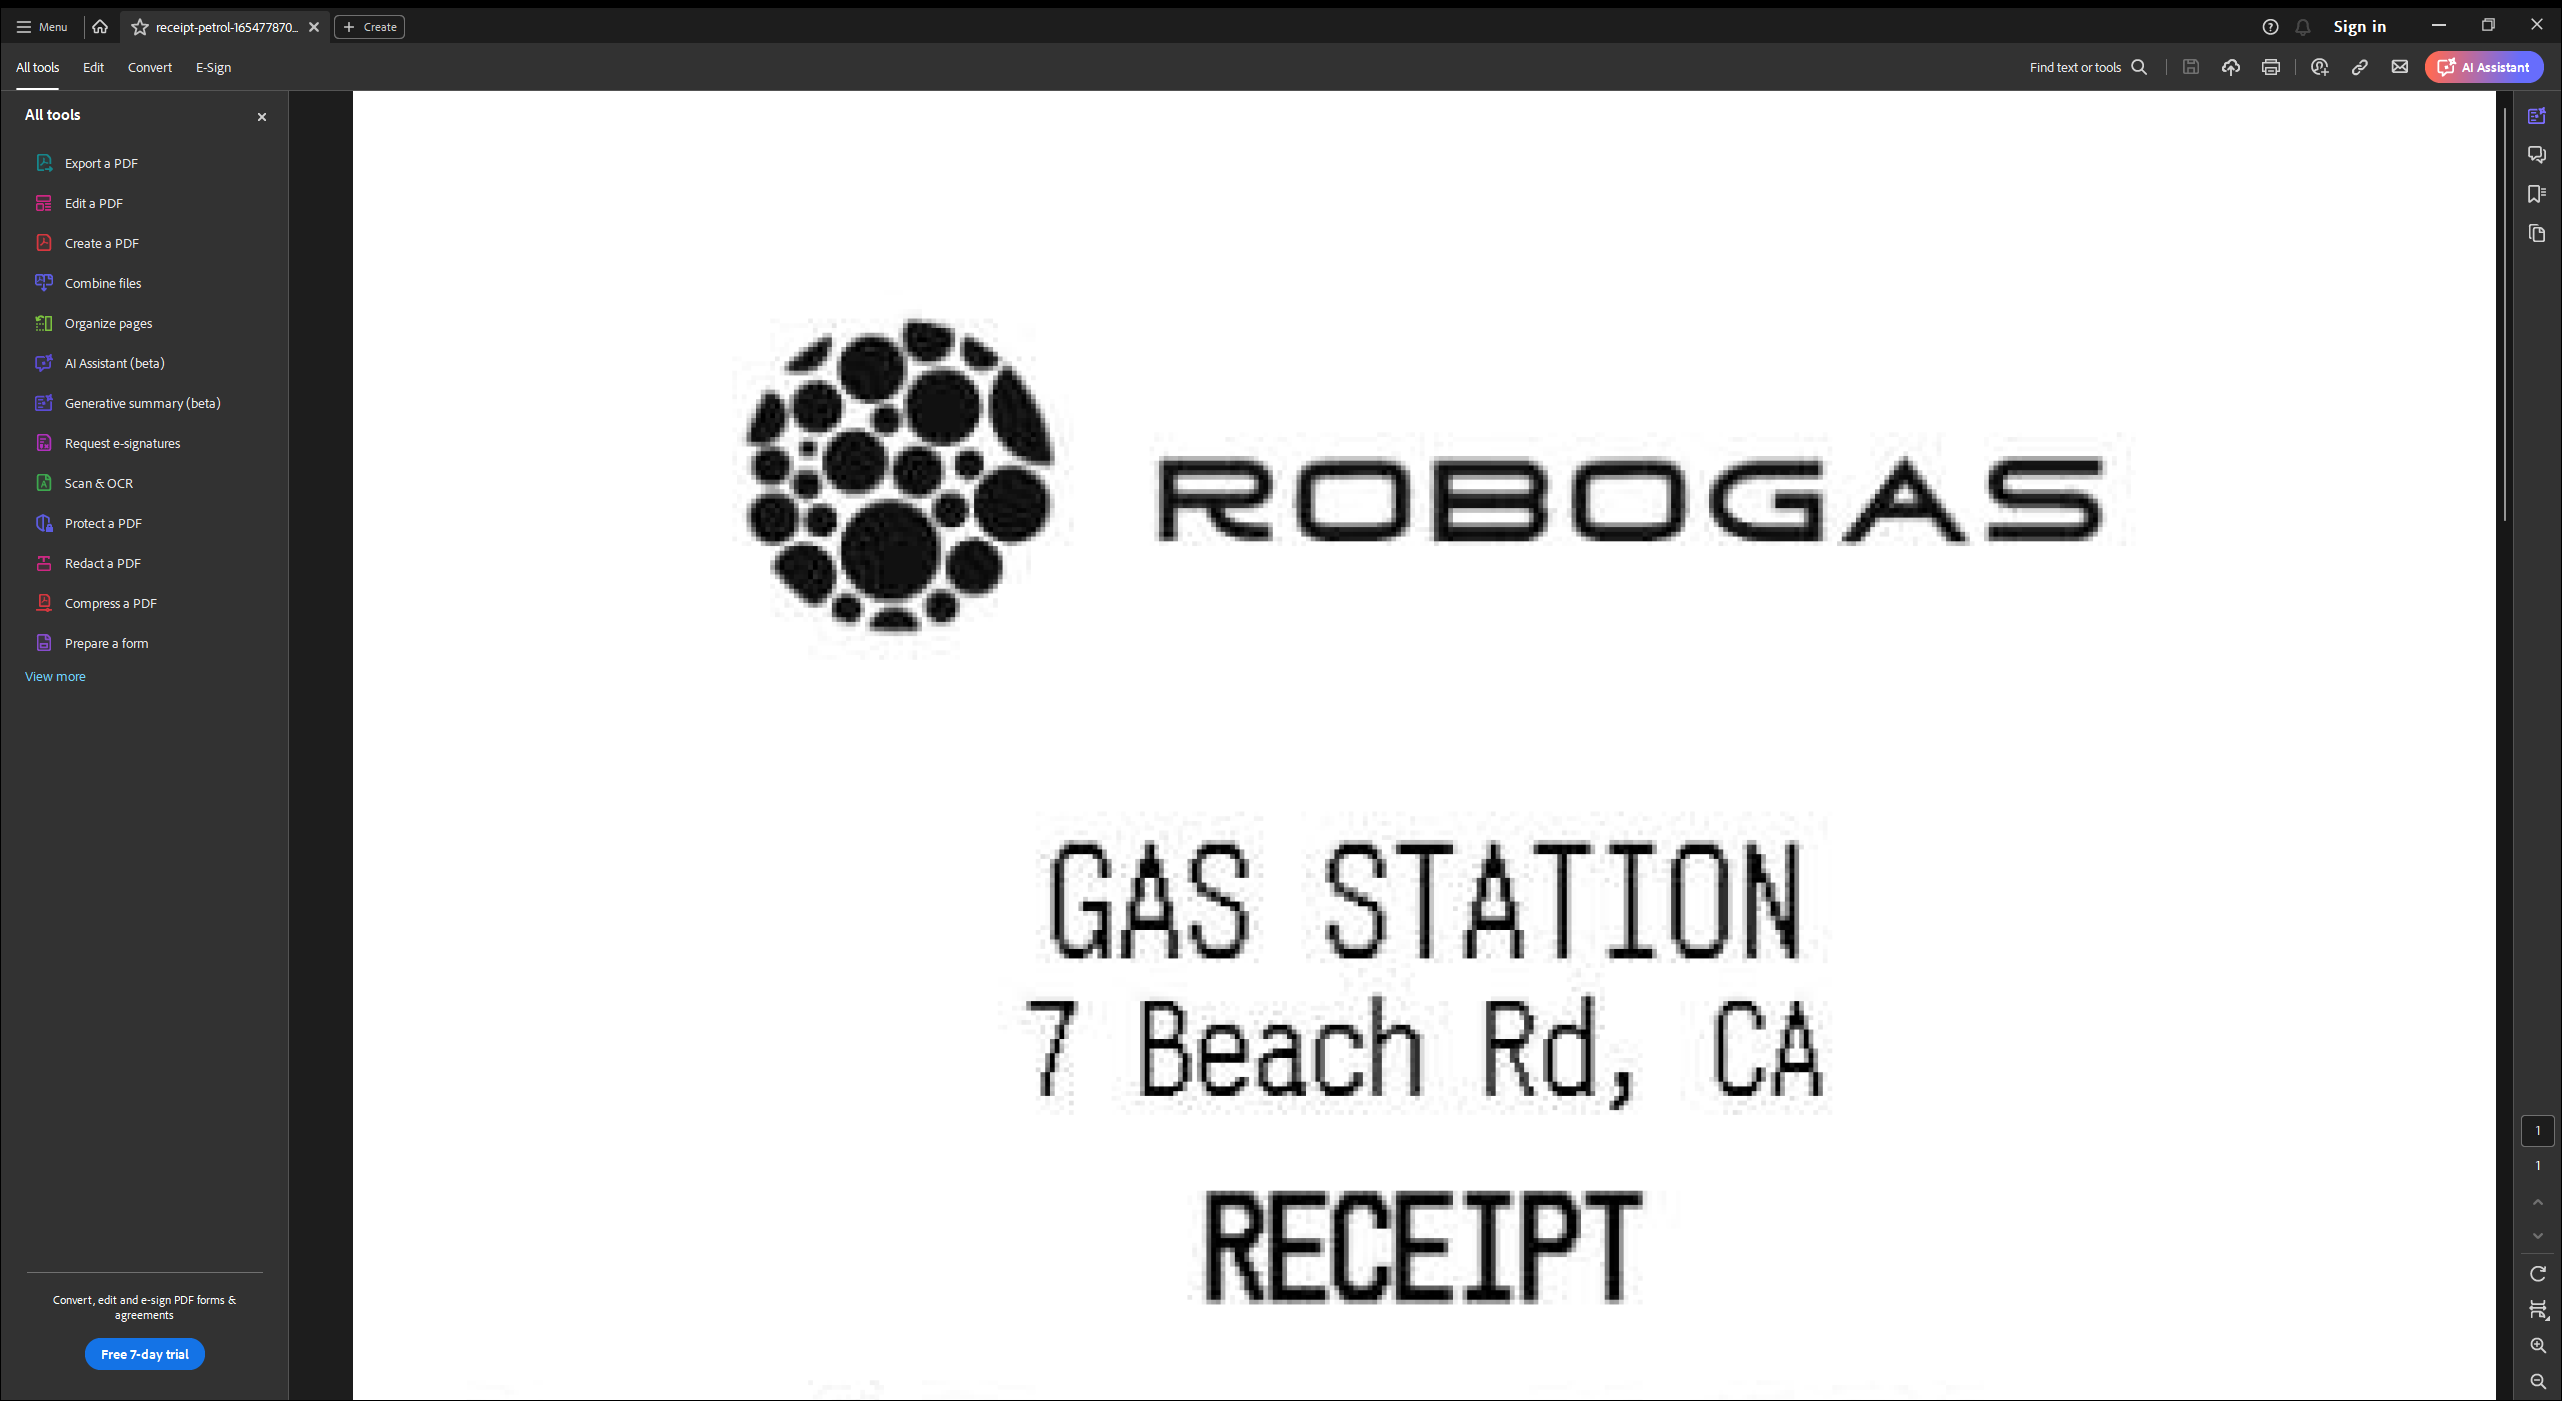 Menu
receipt-petrol-165477870...
Create
Sign in
All tools
Edit
Convert
E-Sign
Find text or tools
AI Assistant
All tools
Export a PDF
Edit a PDF
Create a PDF
Combine files
Organize pages
AI Assistant (beta)
Generative summary (beta)
Request e-signatures
Scan & OCR
Protect a PDF
Redact a PDF
Compress a PDF
Prepare a form
View more
Convert, edit and e-sign PDF forms &
agreements
Free 7-day trial
ROBOGAS
GAS STATION
7 Beach Rd, CA
RECEIPT
1
1